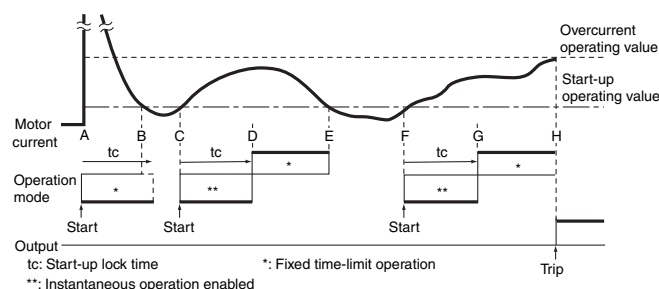 Overcurrent
operating value
Start-up
operating value
Motor
current
A B C D E F G H
tc tc tc
* *
Operation
mode
* ** **
Start Start Start
Output
Trip
tc: Start-up lock time *: Fixed time-limit operation
**: Instantaneous operation enabled